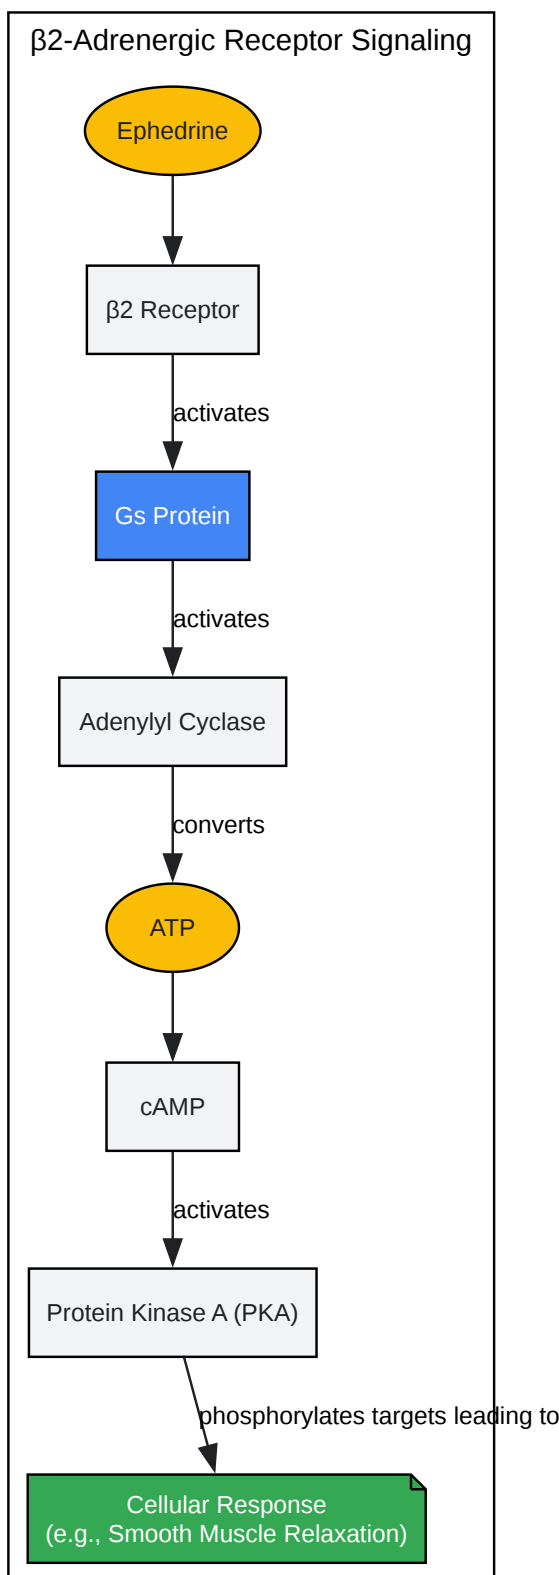 β2-Adrenergic Receptor Signaling
Ephedrine
β2 Receptor
activates
Gs Protein
activates
Adenylyl Cyclase
converts
ATP
cAMP
activates
Protein Kinase A (PKA)
phosphorylates targets leading to
Cellular Response
(e.g., Smooth Muscle Relaxation)